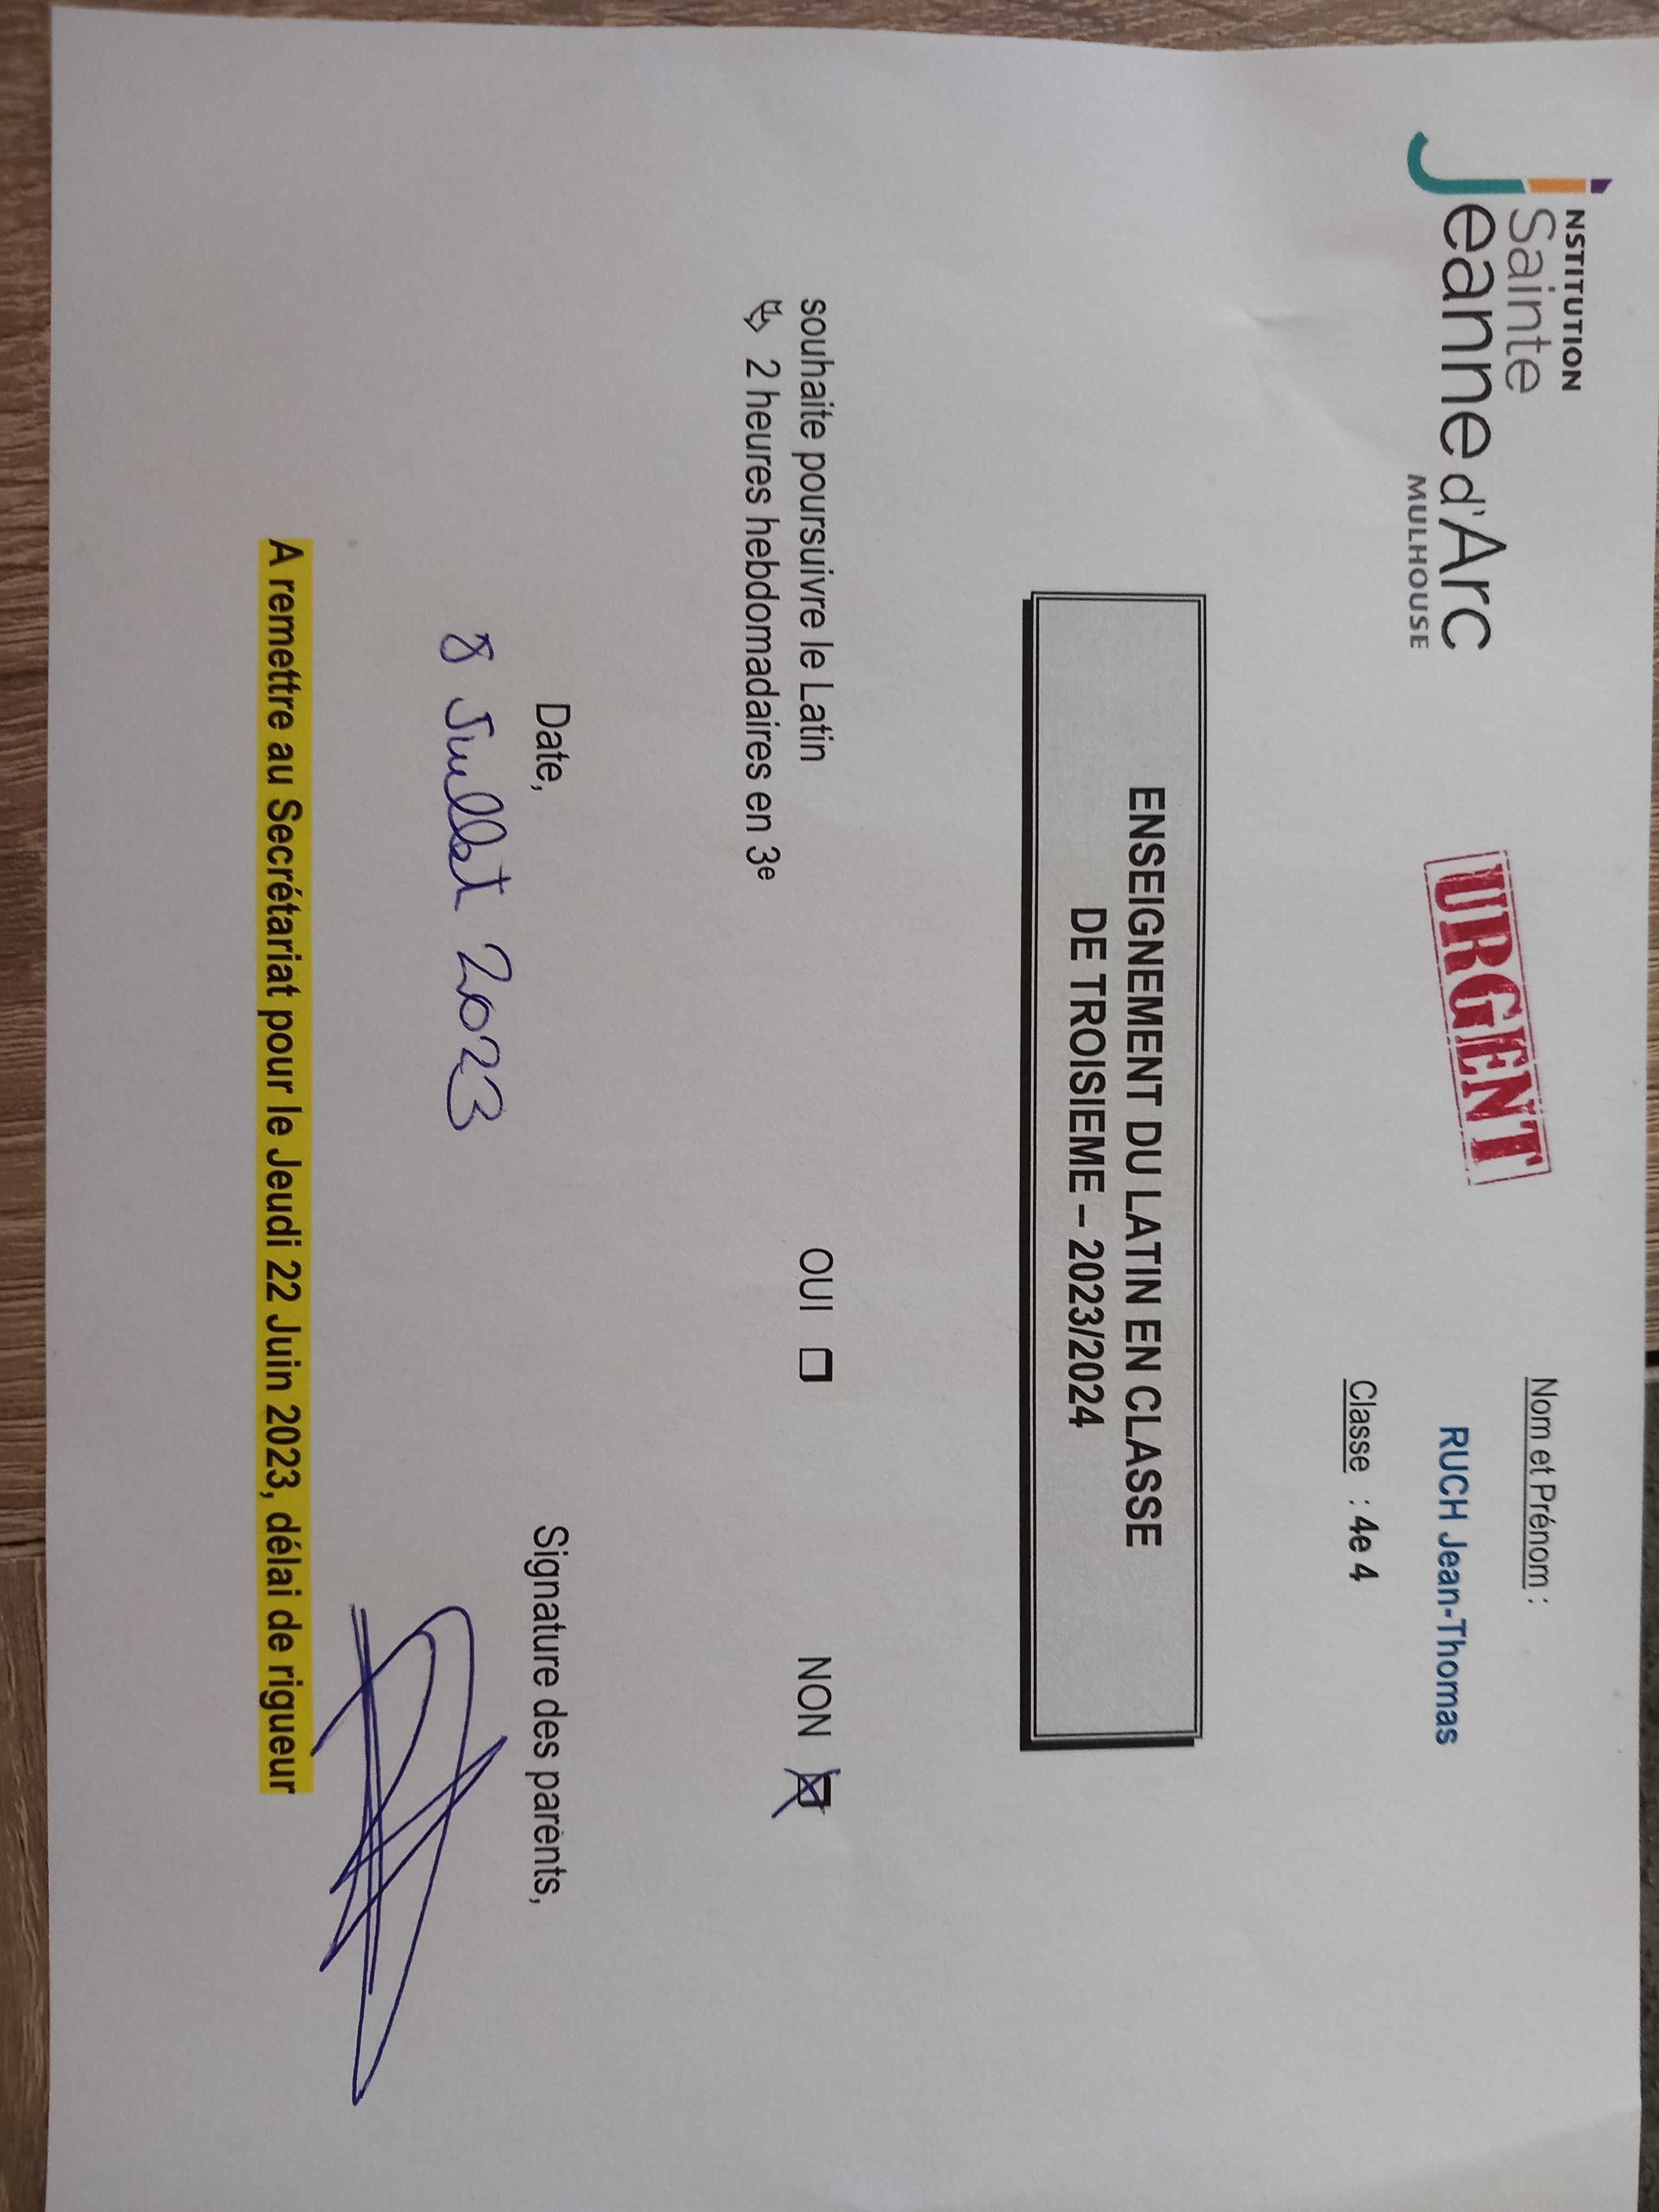 INSTITUTION
Sainte
Jeanne d'Arc
MULHOUSE
URGENT
Nom et Prénom :
RUCH Jean-Thomas
Classe : 4e 4
ENSEIGNEMENT DU LATIN EN CLASSE
DE TROISIEME – 2023/2024
souhaite poursuivre le Latin OUI ☐ NON ☒
2 heures hebdomadaires en 3e
Date, Signature des parents,
8 Juillet 2023
A remettre au Secrétariat pour le Jeudi 22 Juin 2023, délai de rigueur